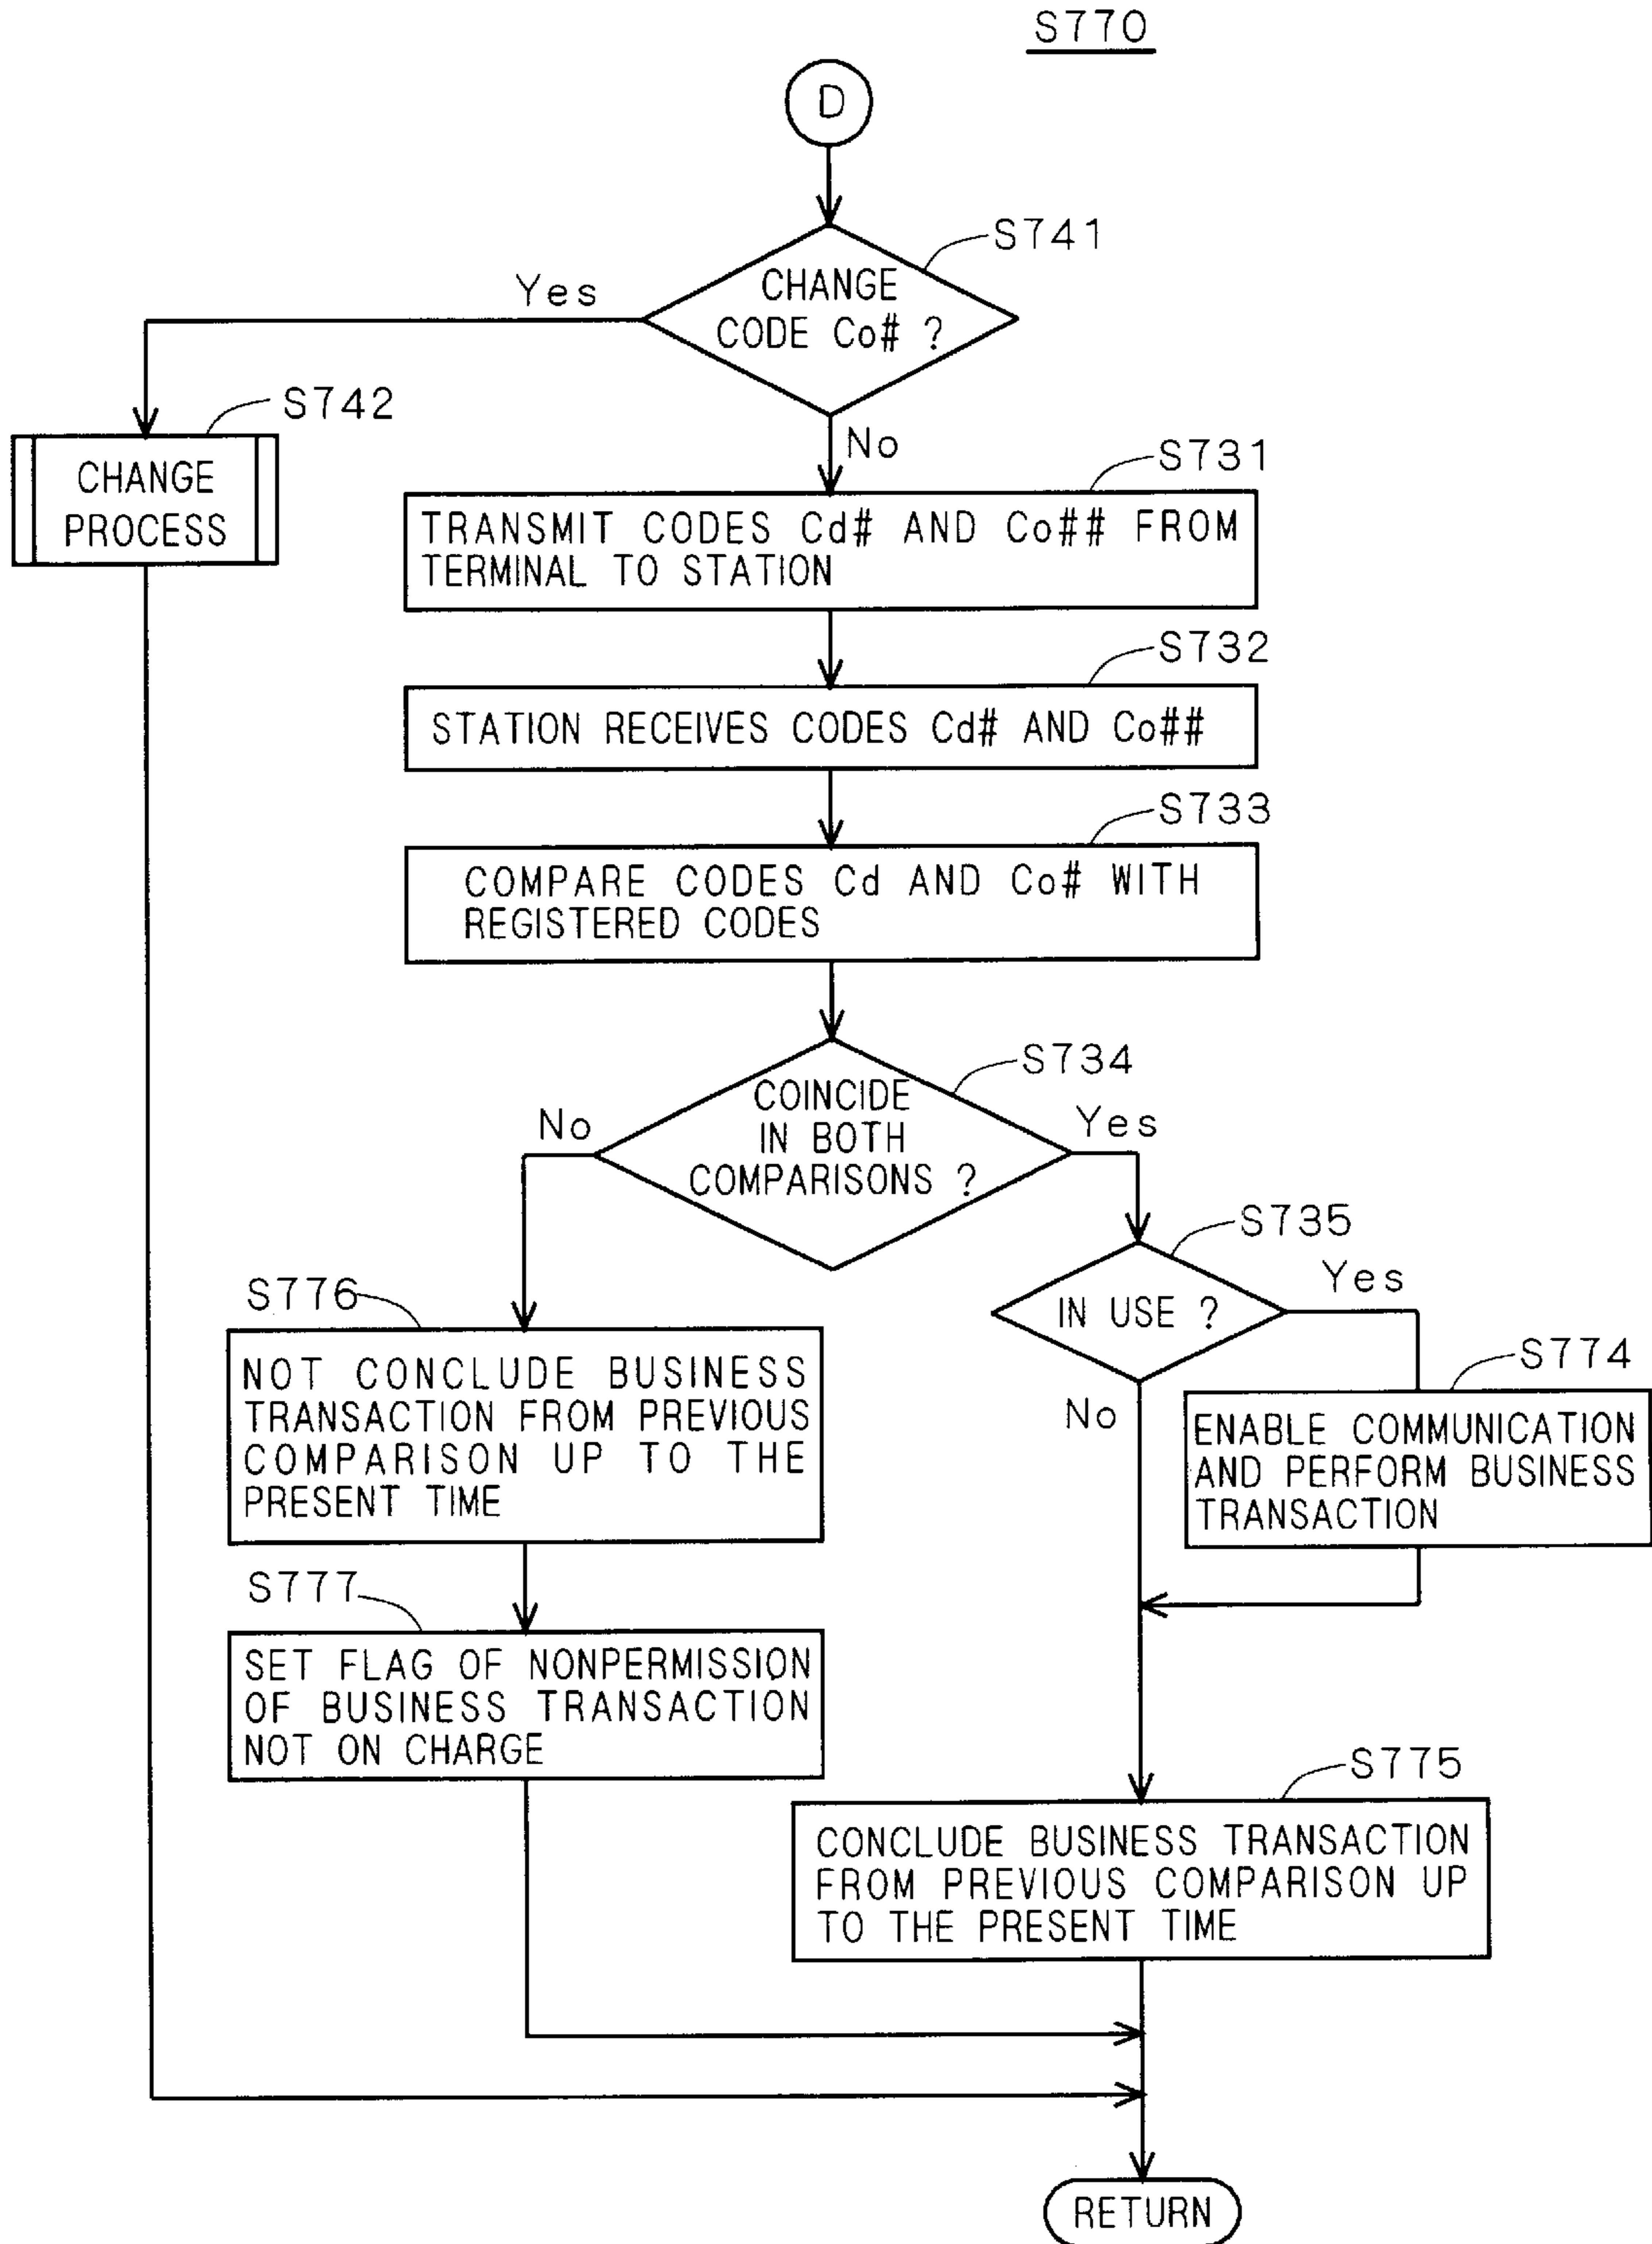 S770
D
S741
CHANGE
CODE Co# ?
Yes
No
S742
CHANGE
PROCESS
S731
TRANSMIT CODES Cd# AND Co## FROM
TERMINAL TO STATION
S732
STATION RECEIVES CODES Cd# AND Co##
S733
COMPARE CODES Cd AND Co# WITH
REGISTERED CODES
S734
COINCIDE
IN BOTH
COMPARISONS ?
No
Yes
S735
IN USE ?
Yes
No
S774
ENABLE COMMUNICATION
AND PERFORM BUSINESS
TRANSACTION
S776
NOT CONCLUDE BUSINESS
TRANSACTION FROM PREVIOUS
COMPARISON UP TO THE
PRESENT TIME
S777
SET FLAG OF NONPERMISSION
OF BUSINESS TRANSACTION
NOT ON CHARGE
S775
CONCLUDE BUSINESS TRANSACTION
FROM PREVIOUS COMPARISON UP
TO THE PRESENT TIME
RETURN